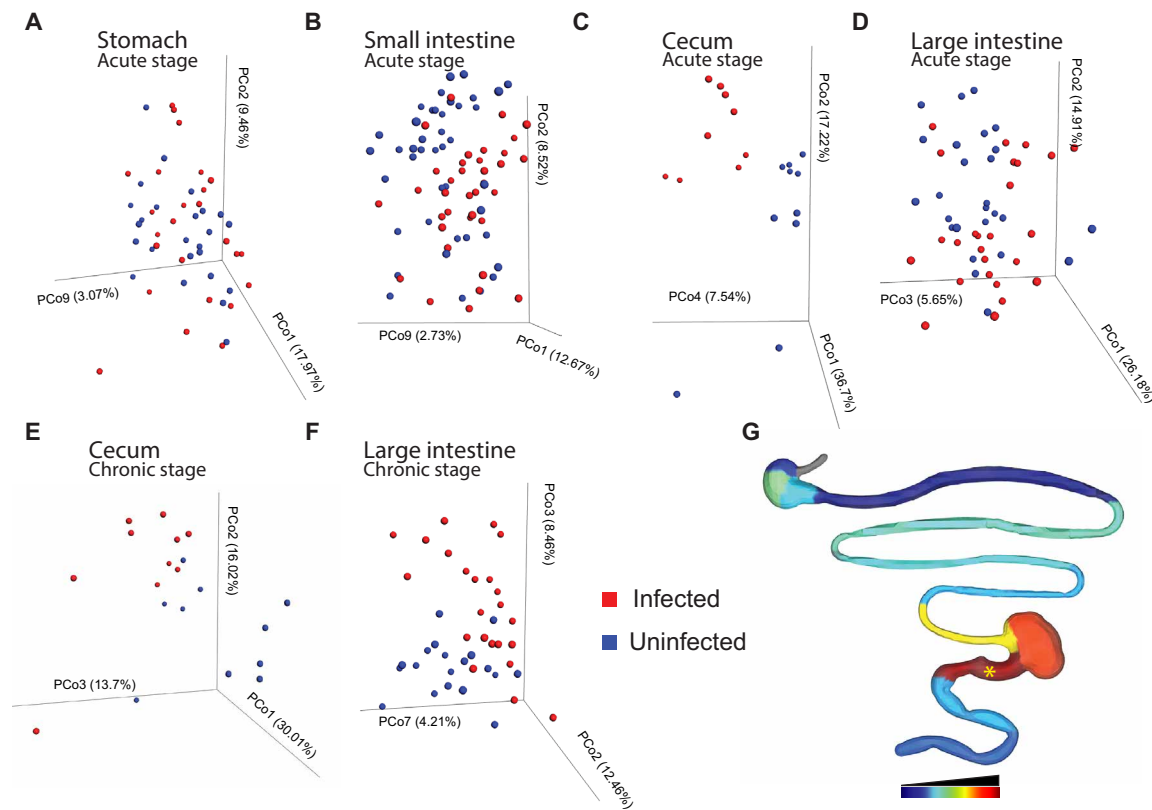 A
Stomach
Acute stage
PCo2 (9.46%)
PCo9 (3.07%)
PCo1 (17.97%)
B
Small intestine
Acute stage
PCo2 (8.52%)
PCo9 (2.73%)
PCo1 (12.67%)
C
Cecum
Acute stage
PCo2 (17.22%)
PCo4 (7.54%)
PCo1 (36.7%)
D
Large intestine
Acute stage
PCo2 (14.91%)
PCo3 (5.65%)
PCo1 (26.18%)
E
Cecum
Chronic stage
PCo2 (16.02%)
PCo3 (13.7%)
PCo1 (30.01%)
F
Large intestine
Chronic stage
PCo3 (8.46%)
PCo7 (4.21%)
PCo2 (12.46%)
Infected
Uninfected
G
*